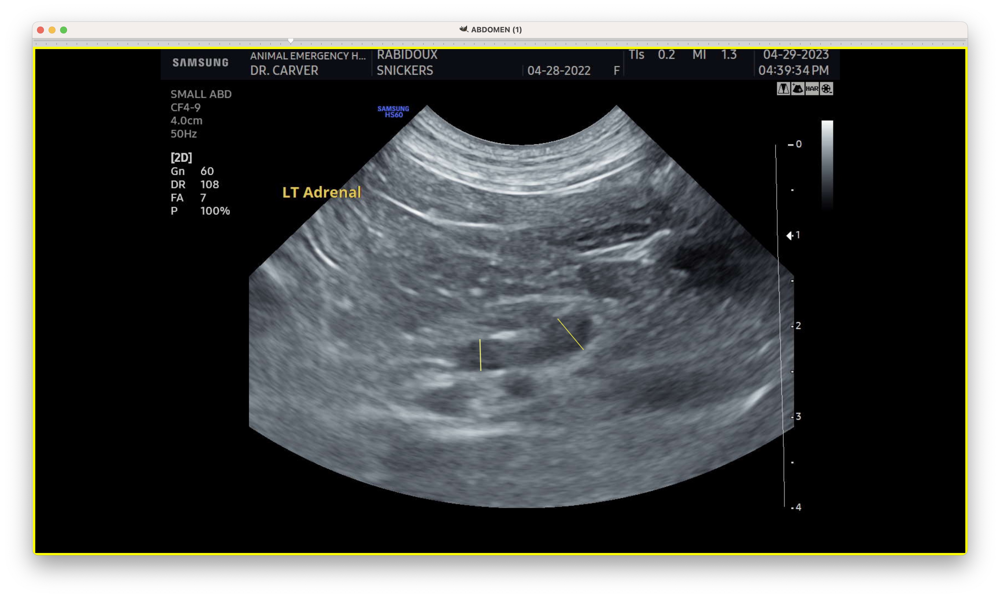 ABDOMEN (1)
SAMSUNG
ANIMAL EMERGENCY H...
DR. CARVER
RABIDOUX
SNICKERS
04-28-2022 F
TIs 0.2 MI 1.3
04-29-2023
04:39:34 PM
HAR
SMALL ABD
CF4-9
4.0cm
50Hz
[2D]
Gn 60
DR 108
FA 7
P 100%
SAMSUNG
HS60
LT Adrenal
0
1
2
3
4